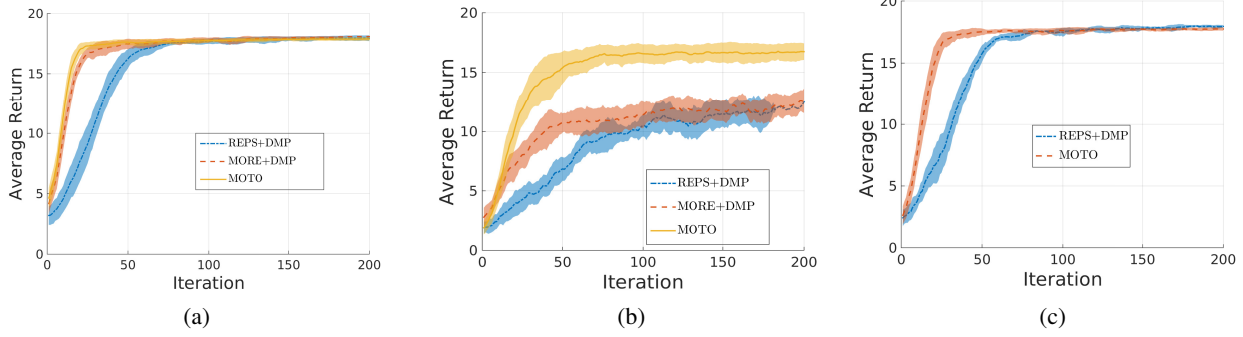 20
15
10
5
0
Average Return
REPS+DMP
MORE+DMP
MOTO
0 50 100 150 200
Iteration
(a)
20
15
10
5
0
Average Return
REPS+DMP
MORE+DMP
MOTO
0 50 100 150 200
Iteration
(b)
20
15
10
5
0
Average Return
REPS+DMP
MOTO
0 50 100 150 200
Iteration
(c)